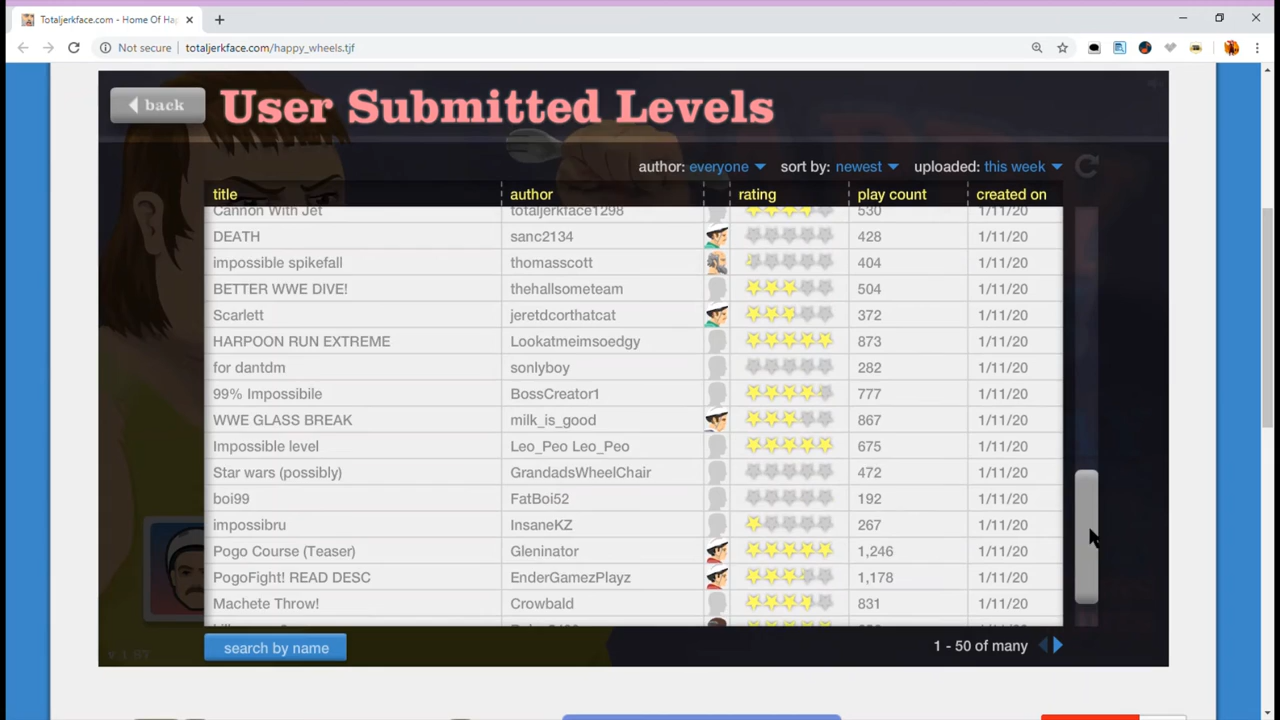 Totaljerkface.com - Home Of Ha
Not secure totaljerkface.com/happy_wheels.tjf
back User Submitted Levels
author: everyone sort by: newest uploaded: this week
title author rating play count created on
Cannon With Jet totaljerkface1298 530 1/11/20
DEATH sanc2134 428 1/11/20
impossible spikefall thomasscott 404 1/11/20
BETTER WWE DIVE! thehallsometeam 504 1/11/20
Scarlett jeretdcorthatcat 372 1/11/20
HARPOON RUN EXTREME Lookatmeimsoedgy 873 1/11/20
for dantdm sonlyboy 282 1/11/20
99% Impossibile BossCreator1 777 1/11/20
WWE GLASS BREAK milk_is_good 867 1/11/20
Impossible level Leo_Peo Leo_Peo 675 1/11/20
Star wars (possibly) GrandadsWheelChair 472 1/11/20
boi99 FatBoi52 192 1/11/20
impossibru InsaneKZ 267 1/11/20
Pogo Course (Teaser) Gleninator 1,246 1/11/20
PogoFight! READ DESC EnderGamezPlayz 1,178 1/11/20
Machete Throw! Crowbald 831 1/11/20
search by name 1 - 50 of many
v 1.87